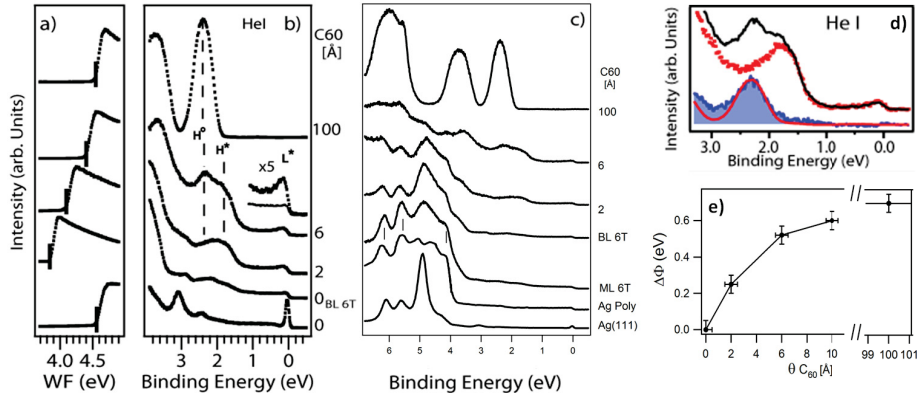 a)
Intensity (arb. Units)
4.0 4.5
WF (eV)
b)
HeI
C60
[Å]
100
H°
H*
x5
L*
6
2
0 BL 6T
0
3 2 1 0
Binding Energy (eV)
c)
C60
[Å]
100
6
2
BL 6T
ML 6T
Ag Poly
Ag(111)
6 5 4 3 2 1 0
Binding Energy (eV)
He I
d)
Intensity (arb. Units)
3.0 2.0 1.0 0.0
Binding Energy (eV)
e)
ΔΦ (eV)
0.6
0.4
0.2
0.0
0 2 4 6 8 10 99 100 101
θ C60 [Å]